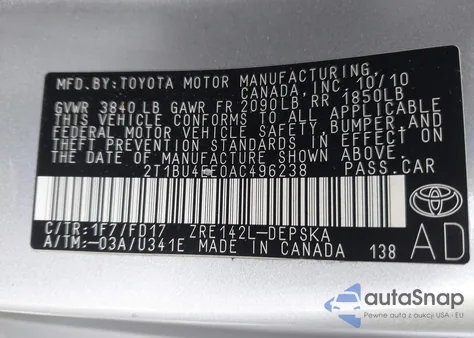 MFD.BY:TOYOTA MOTOR MANUFACTURING
CANADA,INC. 10/10
GVWR 3840LB GAWR FR 2090LB RR 1850LB
THIS VEHICLE CONFORMS TO ALL APPLICABLE
FEDERAL MOTOR VEHICLE SAFETY, BUMPER, AND
THEFT PREVENTION STANDARDS IN EFFECT ON
THE DATE OF MANUFACTURE SHOWN ABOVE.
2T1BU4EE0AC496238 PASS.CAR
C/TR:1F7/FD17 ZRE142L-DEPSKA
A/TM:-03A/U341E MADE IN CANADA 138
TOYOTA
AD
autoSnap
Pewne auta z aukcji USA i EU